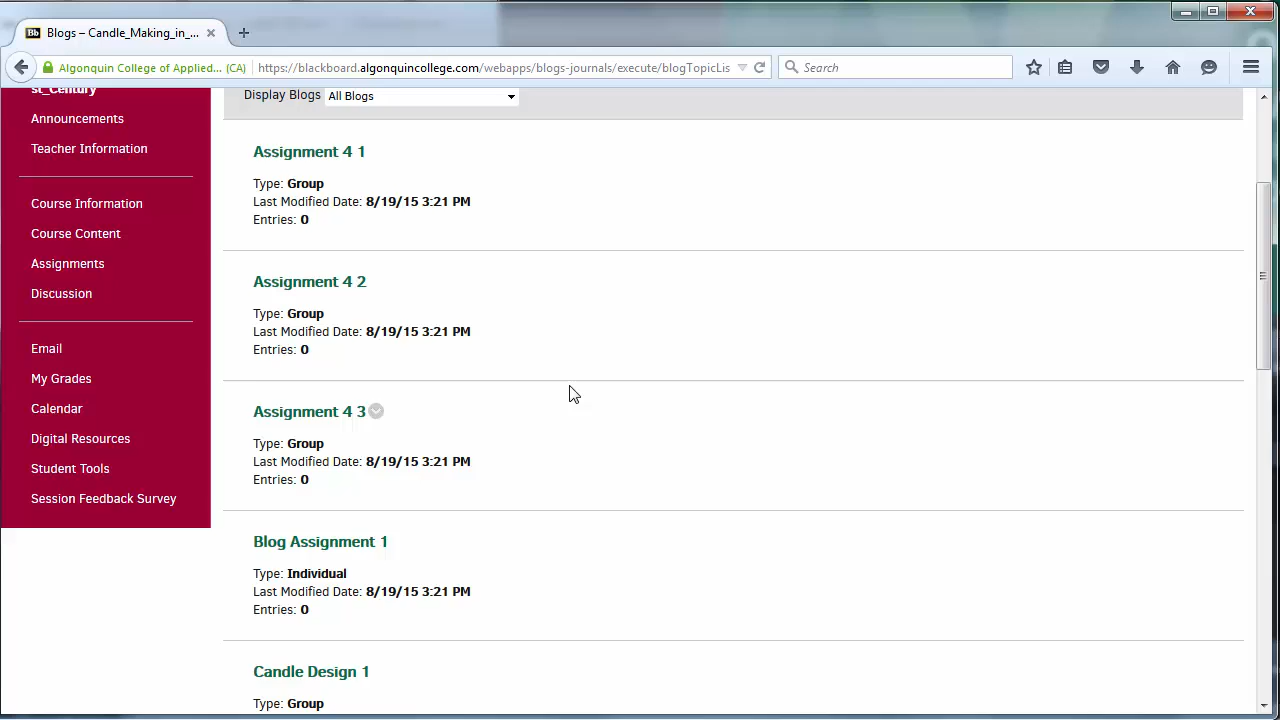 Bb Blogs – Candle_Making_in_...
Algonquin College of Applied... (CA) https://blackboard.algonquincollege.com/webapps/blogs-journals/execute/blogTopicLis Search
st_Century
Announcements
Teacher Information
Course Information
Course Content
Assignments
Discussion
Email
My Grades
Calendar
Digital Resources
Student Tools
Session Feedback Survey
Display Blogs All Blogs
Assignment 4 1
Type: Group
Last Modified Date: 8/19/15 3:21 PM
Entries: 0
Assignment 4 2
Type: Group
Last Modified Date: 8/19/15 3:21 PM
Entries: 0
Assignment 4 3
Type: Group
Last Modified Date: 8/19/15 3:21 PM
Entries: 0
Blog Assignment 1
Type: Individual
Last Modified Date: 8/19/15 3:21 PM
Entries: 0
Candle Design 1
Type: Group